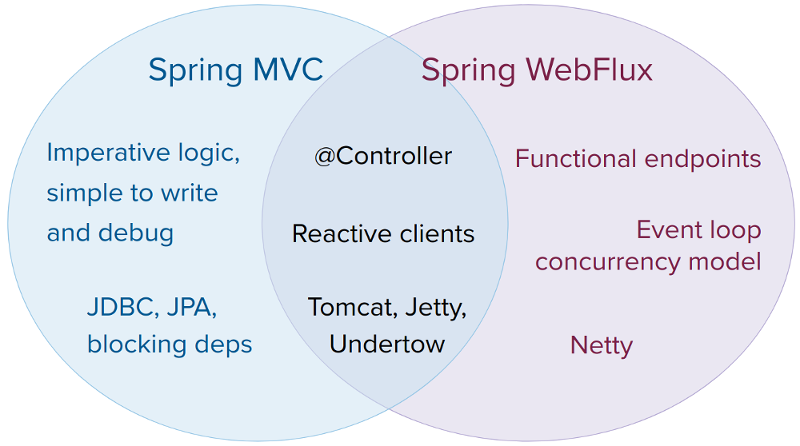 Spring MVC
Spring WebFlux
Imperative logic,
simple to write
and debug
JDBC, JPA,
blocking deps
@Controller
Reactive clients
Tomcat, Jetty,
Undertow
Functional endpoints
Event loop
concurrency model
Netty